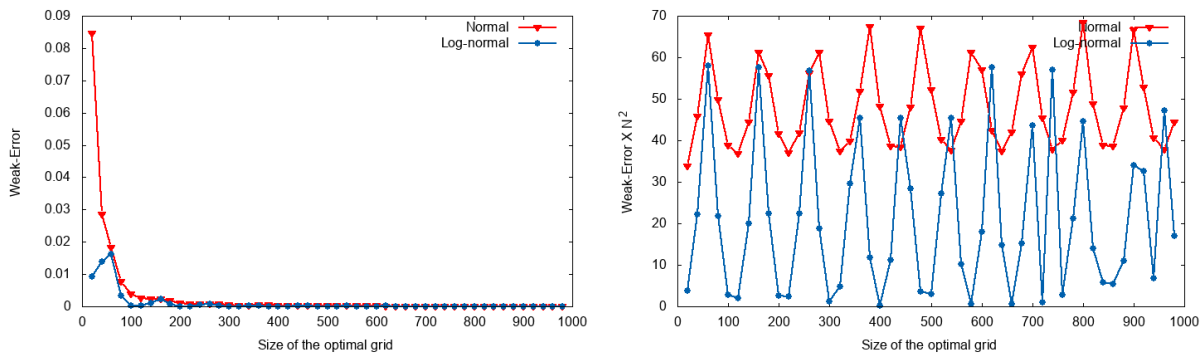 0.09
0.08
0.07
0.06
0.05
0.04
0.03
0.02
0.01
0
Weak-Error
Normal
Log-normal
0 100 200 300 400 500 600 700 800 900 1000
Size of the optimal grid
70
60
50
40
30
20
10
0
Weak-Error X N²
Normal
Log-normal
0 100 200 300 400 500 600 700 800 900 1000
Size of the optimal grid